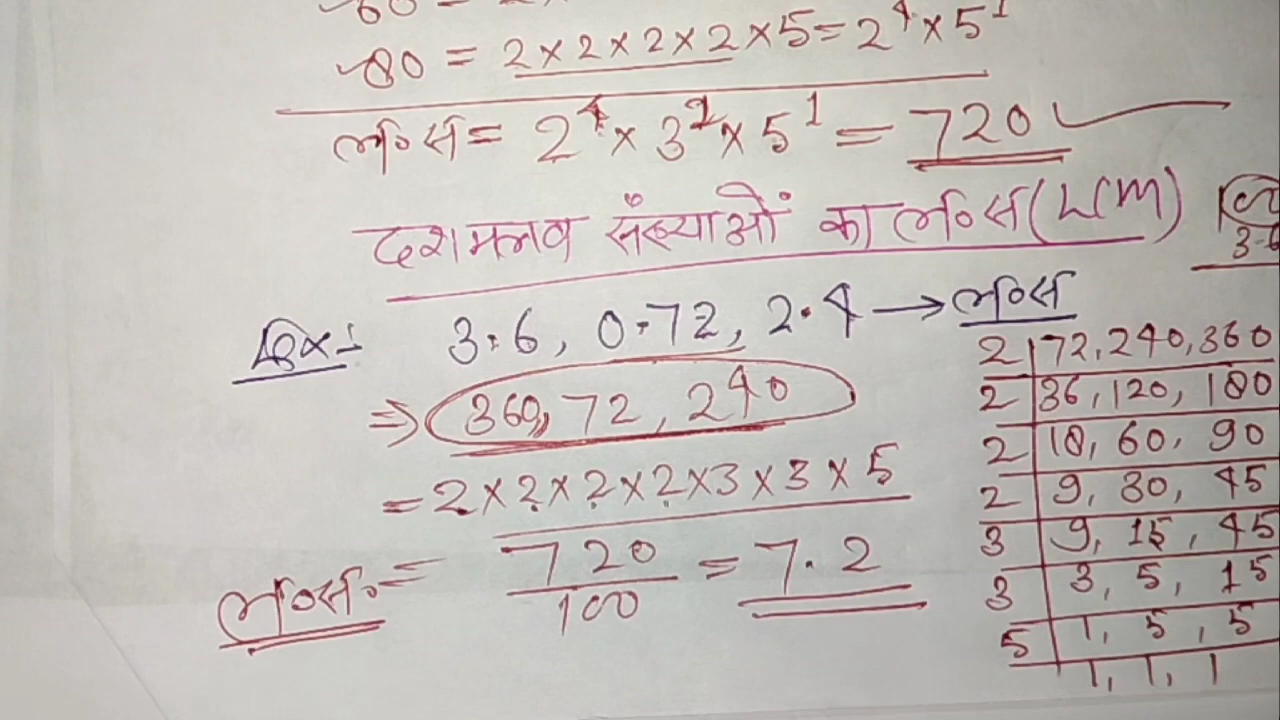 80 = 2×2×2×2×5 = 2⁴×5¹
ल०स = 2⁴ × 3² × 5¹ = 720
दशमलव संख्याओं का ल०स (LCM)
Ex:- 3.6, 0.72, 2.4 → ल०स
⇒ 360, 72, 240
= 2×2×2×2×3×3×5
ल०स० = 720/100 = 7.2
2 | 72, 240, 360
2 | 36, 120, 180
2 | 18, 60, 90
2 | 9, 30, 45
3 | 9, 15, 45
3 | 3, 5, 15
5 | 1, 5, 5
1, 1, 1